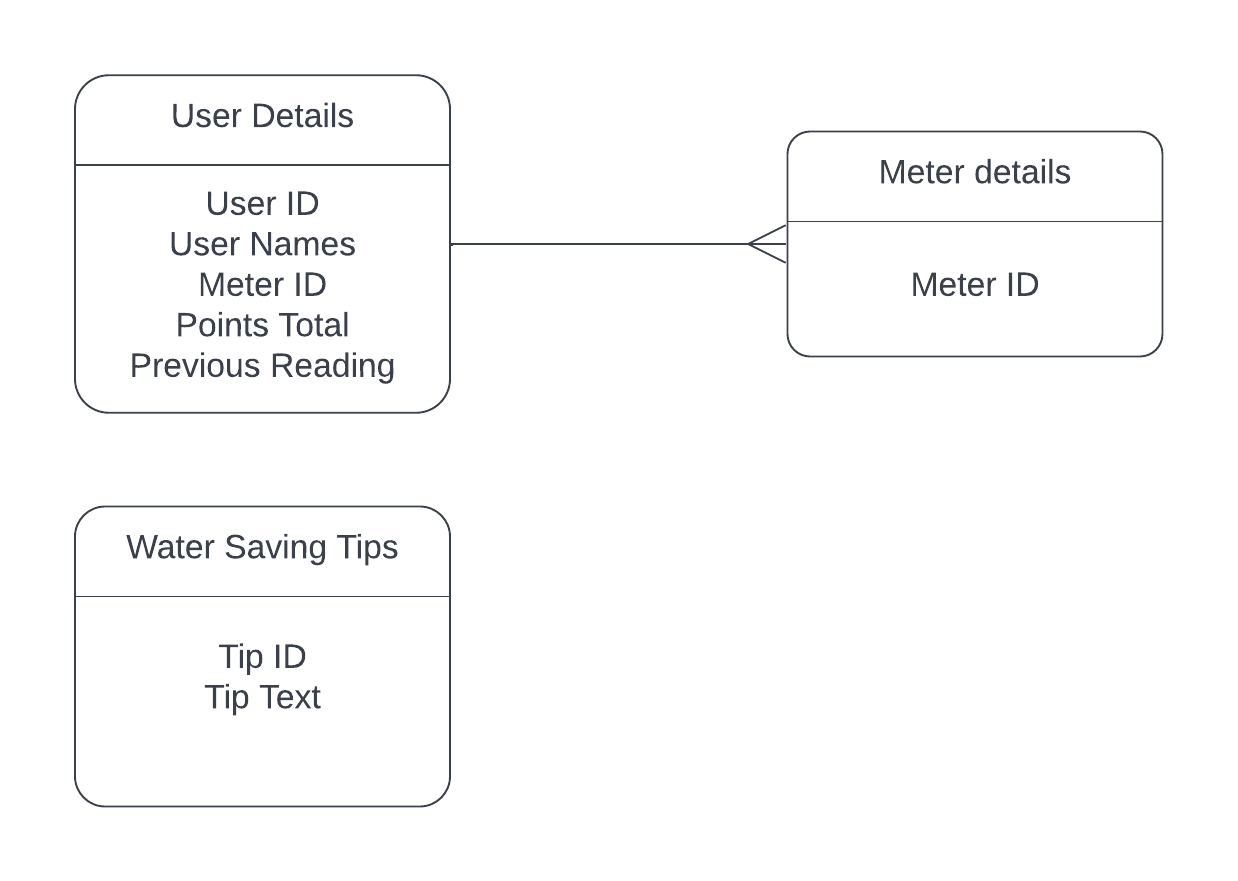 User Details
User ID
User Names
Meter ID
Points Total
Previous Reading
Meter details
Meter ID
Water Saving Tips
Tip ID
Tip Text